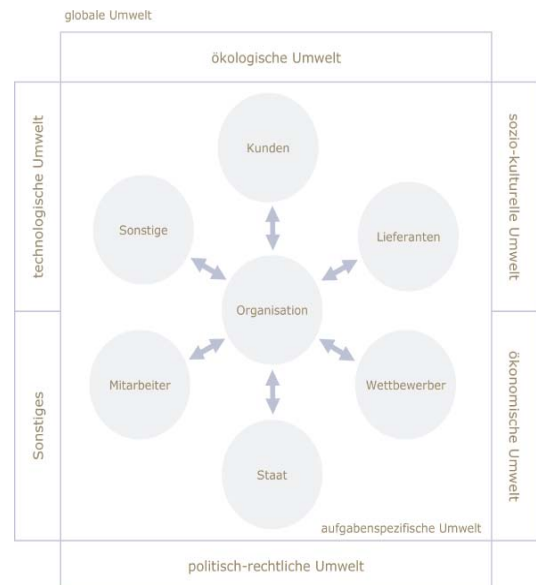 globale Umwelt
ökologische Umwelt
technologische Umwelt
sozio-kulturelle Umwelt
Kunden
Sonstige
Lieferanten
Organisation
Mitarbeiter
Wettbewerber
Staat
Sonstiges
ökonomische Umwelt
aufgabenspezifische Umwelt
politisch-rechtliche Umwelt